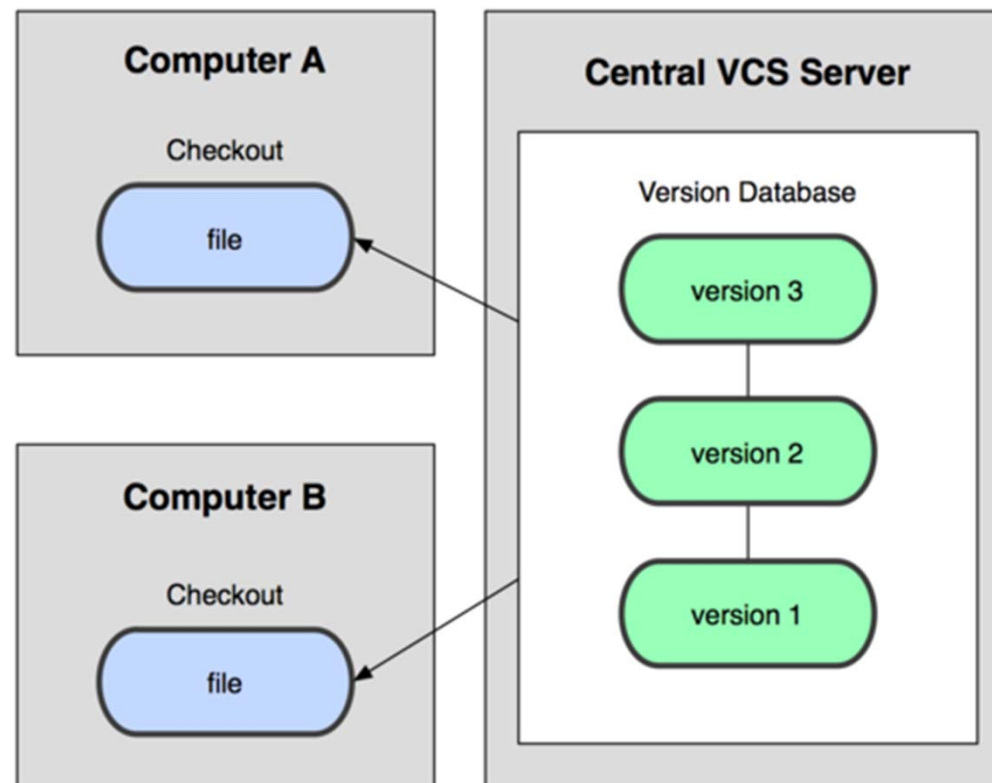 Computer A
Checkout
file
Computer B
Checkout
file
Central VCS Server
Version Database
version 3
version 2
version 1